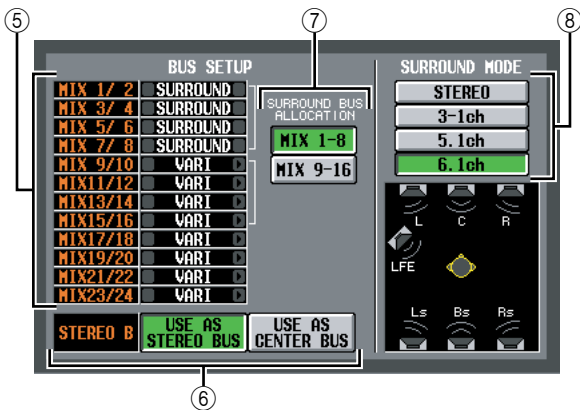 ⑤
⑦
⑧
BUS SETUP
MIX 1/ 2 SURROUND
MIX 3/ 4 SURROUND
MIX 5/ 6 SURROUND
MIX 7/ 8 SURROUND
MIX 9/10 VARI
MIX11/12 VARI
MIX13/14 VARI
MIX15/16 VARI
MIX17/18 VARI
MIX19/20 VARI
MIX21/22 VARI
MIX23/24 VARI
SURROUND BUS
ALLOCATION
MIX 1-8
MIX 9-16
STEREO B
USE AS
STEREO BUS
USE AS
CENTER BUS
SURROUND MODE
STEREO
3-1ch
5.1ch
6.1ch
L C R
LFE
Ls Bs Rs
⑥